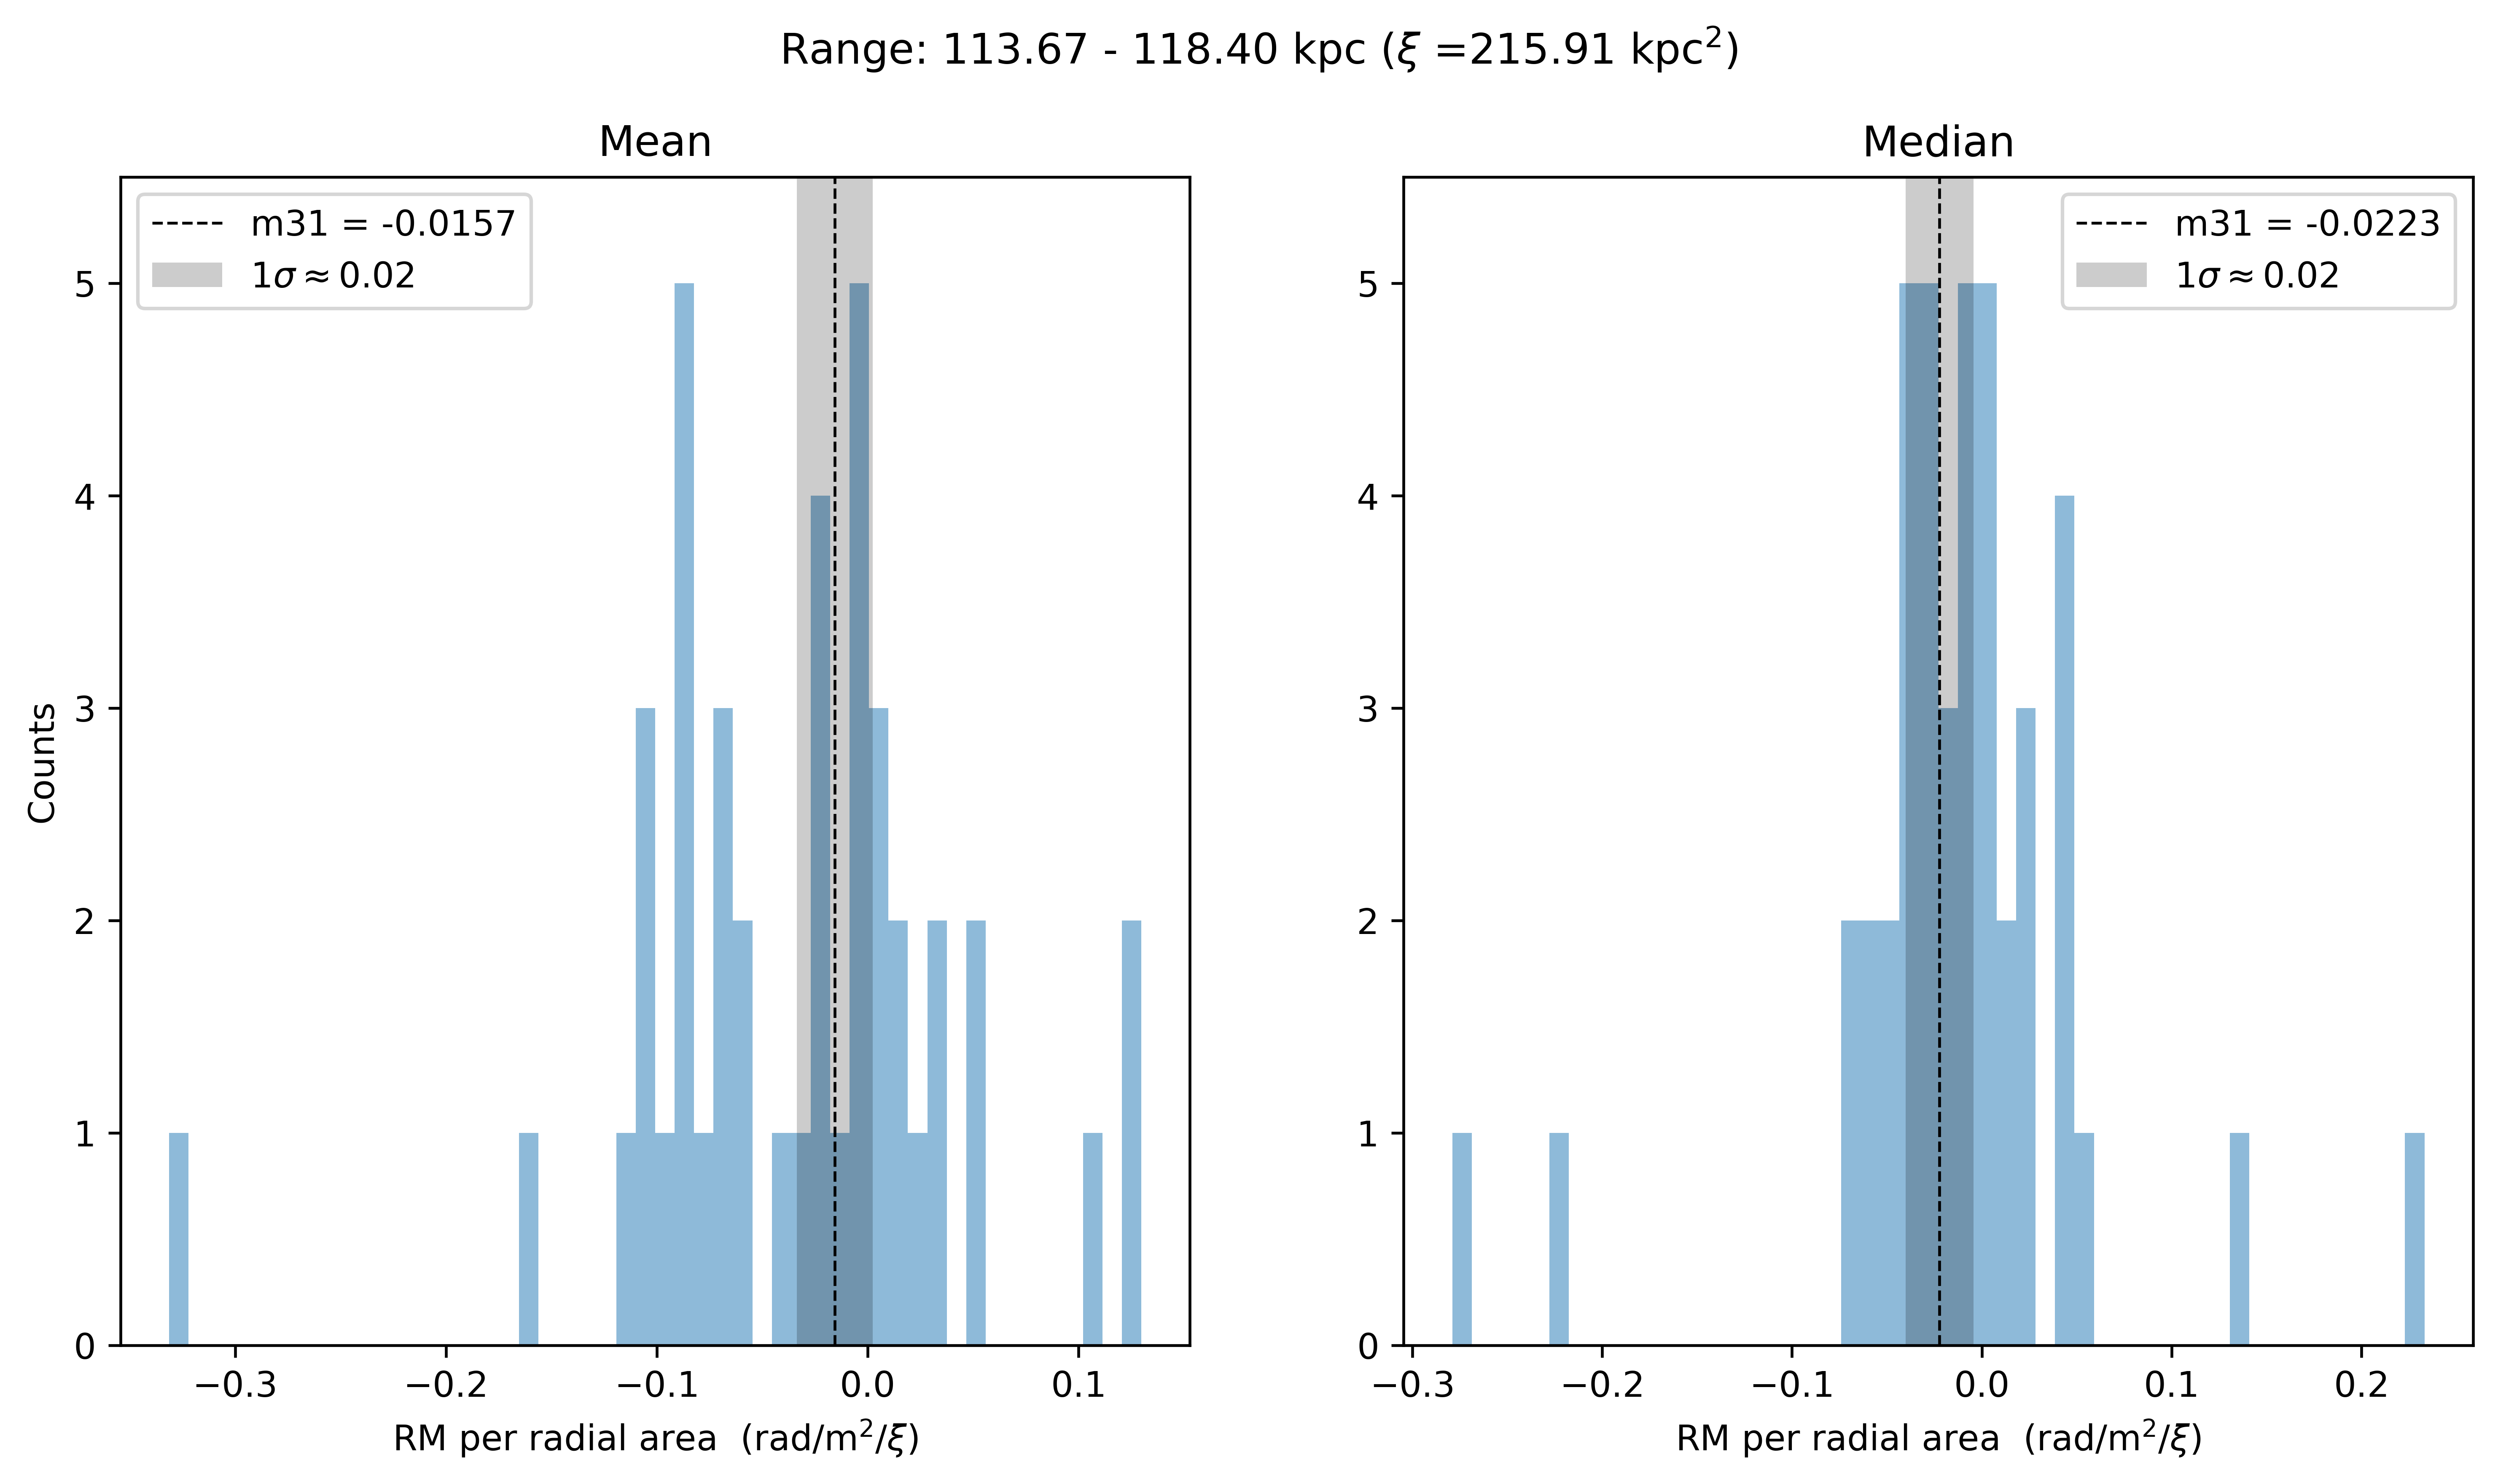 Range: 113.67 - 118.40 kpc (ξ =215.91 kpc²)
Mean
m31 = -0.0157
1σ ≈ 0.02
Counts
0
1
2
3
4
5
−0.3
−0.2
−0.1
0.0
0.1
RM per radial area (rad/m²/ξ)
Median
m31 = -0.0223
1σ ≈ 0.02
0
1
2
3
4
5
−0.3
−0.2
−0.1
0.0
0.1
0.2
RM per radial area (rad/m²/ξ)